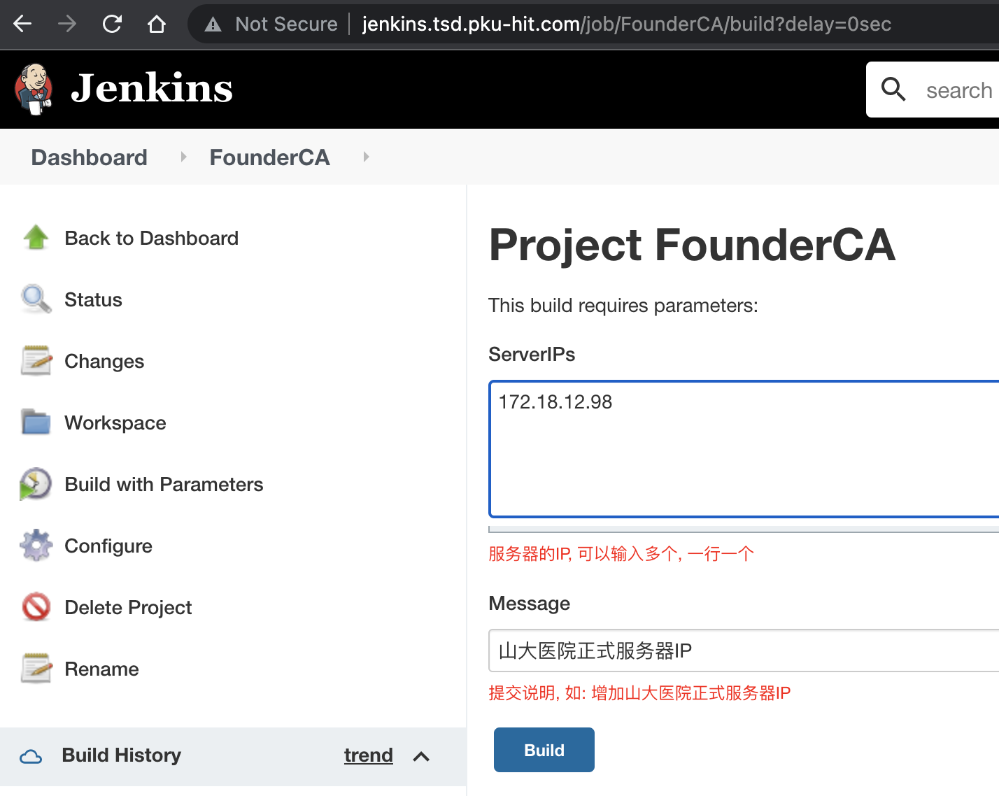 Not Secure | jenkins.tsd.pku-hit.com/job/FounderCA/build?delay=0sec
Jenkins
search
Dashboard FounderCA
Back to Dashboard
Status
Changes
Workspace
Build with Parameters
Configure
Delete Project
Rename
Build History trend
Project FounderCA
This build requires parameters:
ServerIPs
172.18.12.98
服务器的IP, 可以输入多个, 一行一个
Message
山大医院正式服务器IP
提交说明, 如: 增加山大医院正式服务器IP
Build